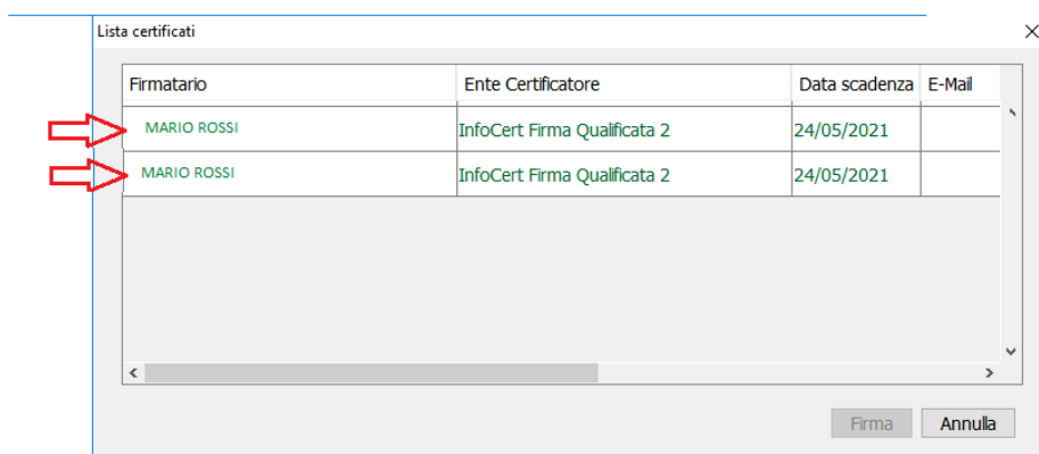 Lista certificati
Firmatario Ente Certificatore Data scadenza E-Mail
MARIO ROSSI InfoCert Firma Qualificata 2 24/05/2021
MARIO ROSSI InfoCert Firma Qualificata 2 24/05/2021
Firma Annulla